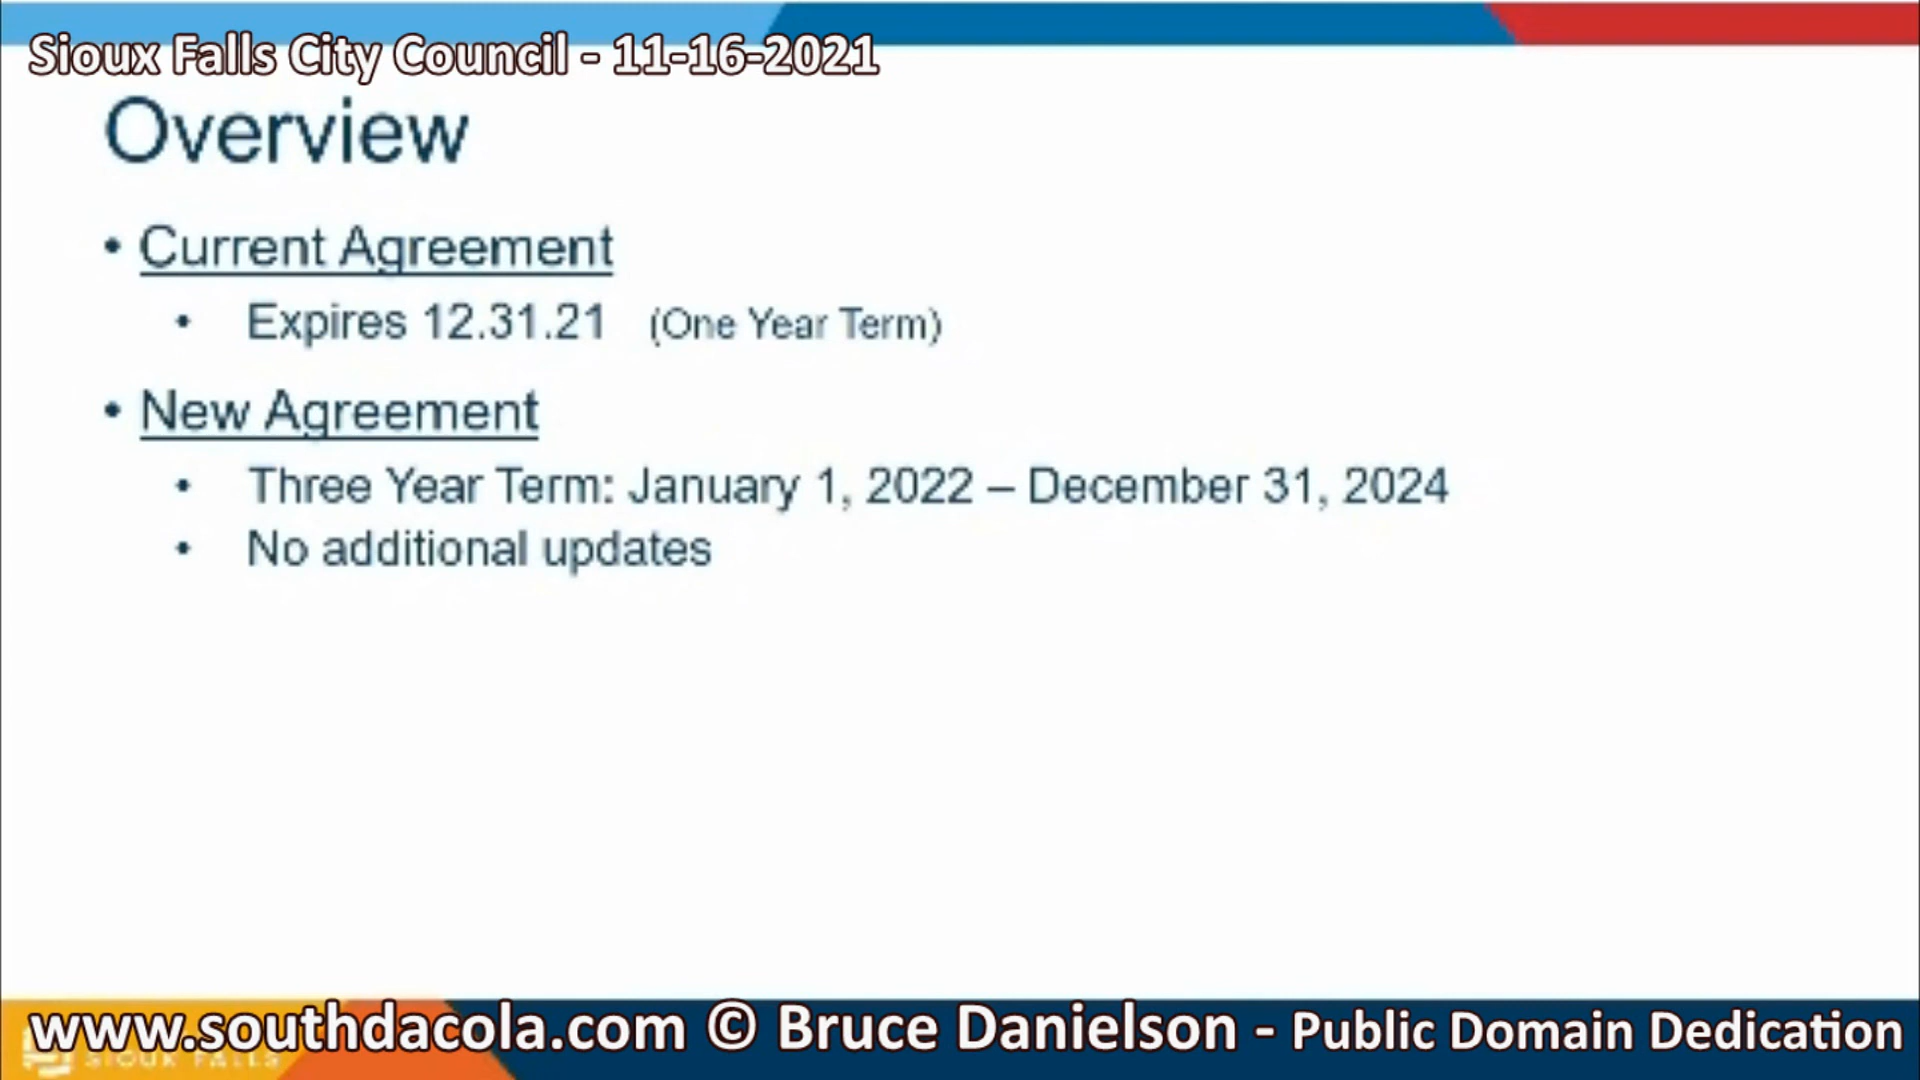 Sioux Falls City Council - 11-16-2021
Overview
• Current Agreement
• Expires 12.31.21 (One Year Term)
• New Agreement
• Three Year Term: January 1, 2022 – December 31, 2024
• No additional updates
www.southdacola.com © Bruce Danielson - Public Domain Dedication
SIOUX FALLS